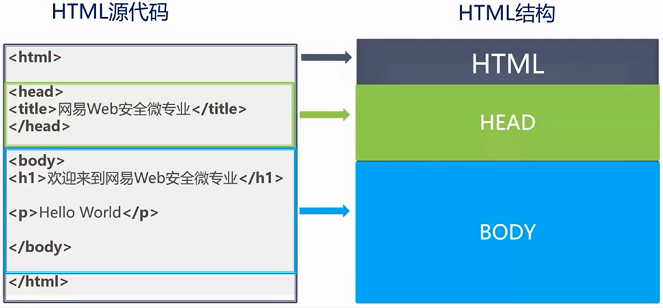 HTML源代码
HTML结构
<html>
<head>
<title>网易Web安全微专业</title>
</head>
<body>
<h1>欢迎来到网易Web安全微专业</h1>
<p>Hello World</p>
</body>
</html>
HTML
HEAD
BODY